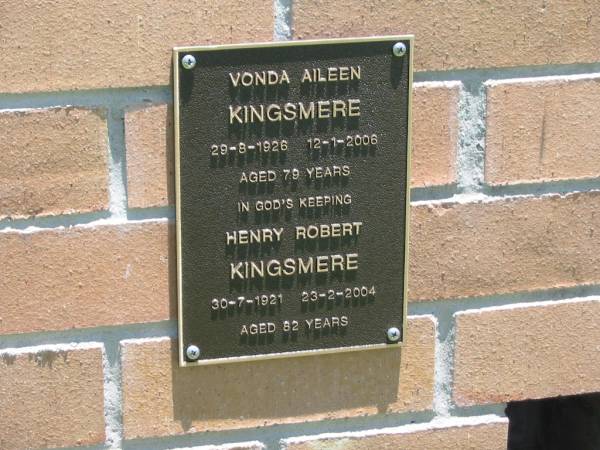 VONDA AILEEN
KINGSMERE
29-8-1926 12-1-2006
AGED 79 YEARS
IN GOD'S KEEPING
HENRY ROBERT
KINGSMERE
30-7-1921 23-2-2004
AGED 82 YEARS